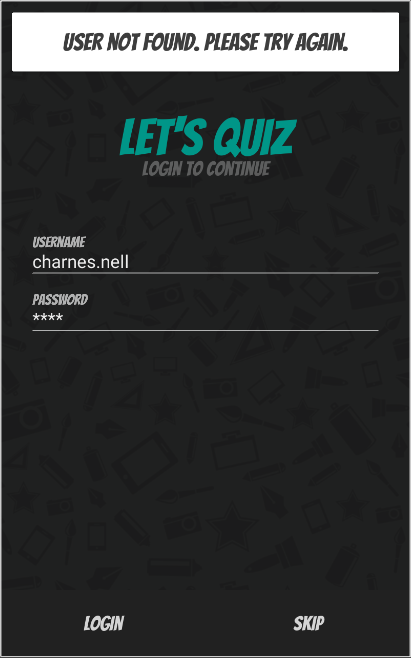 USER NOT FOUND. PLEASE TRY AGAIN.
LET'S QUIZ
LOGIN TO CONTINUE
USERNAME
charnes.nell
PASSWORD
****
LOGIN SKIP